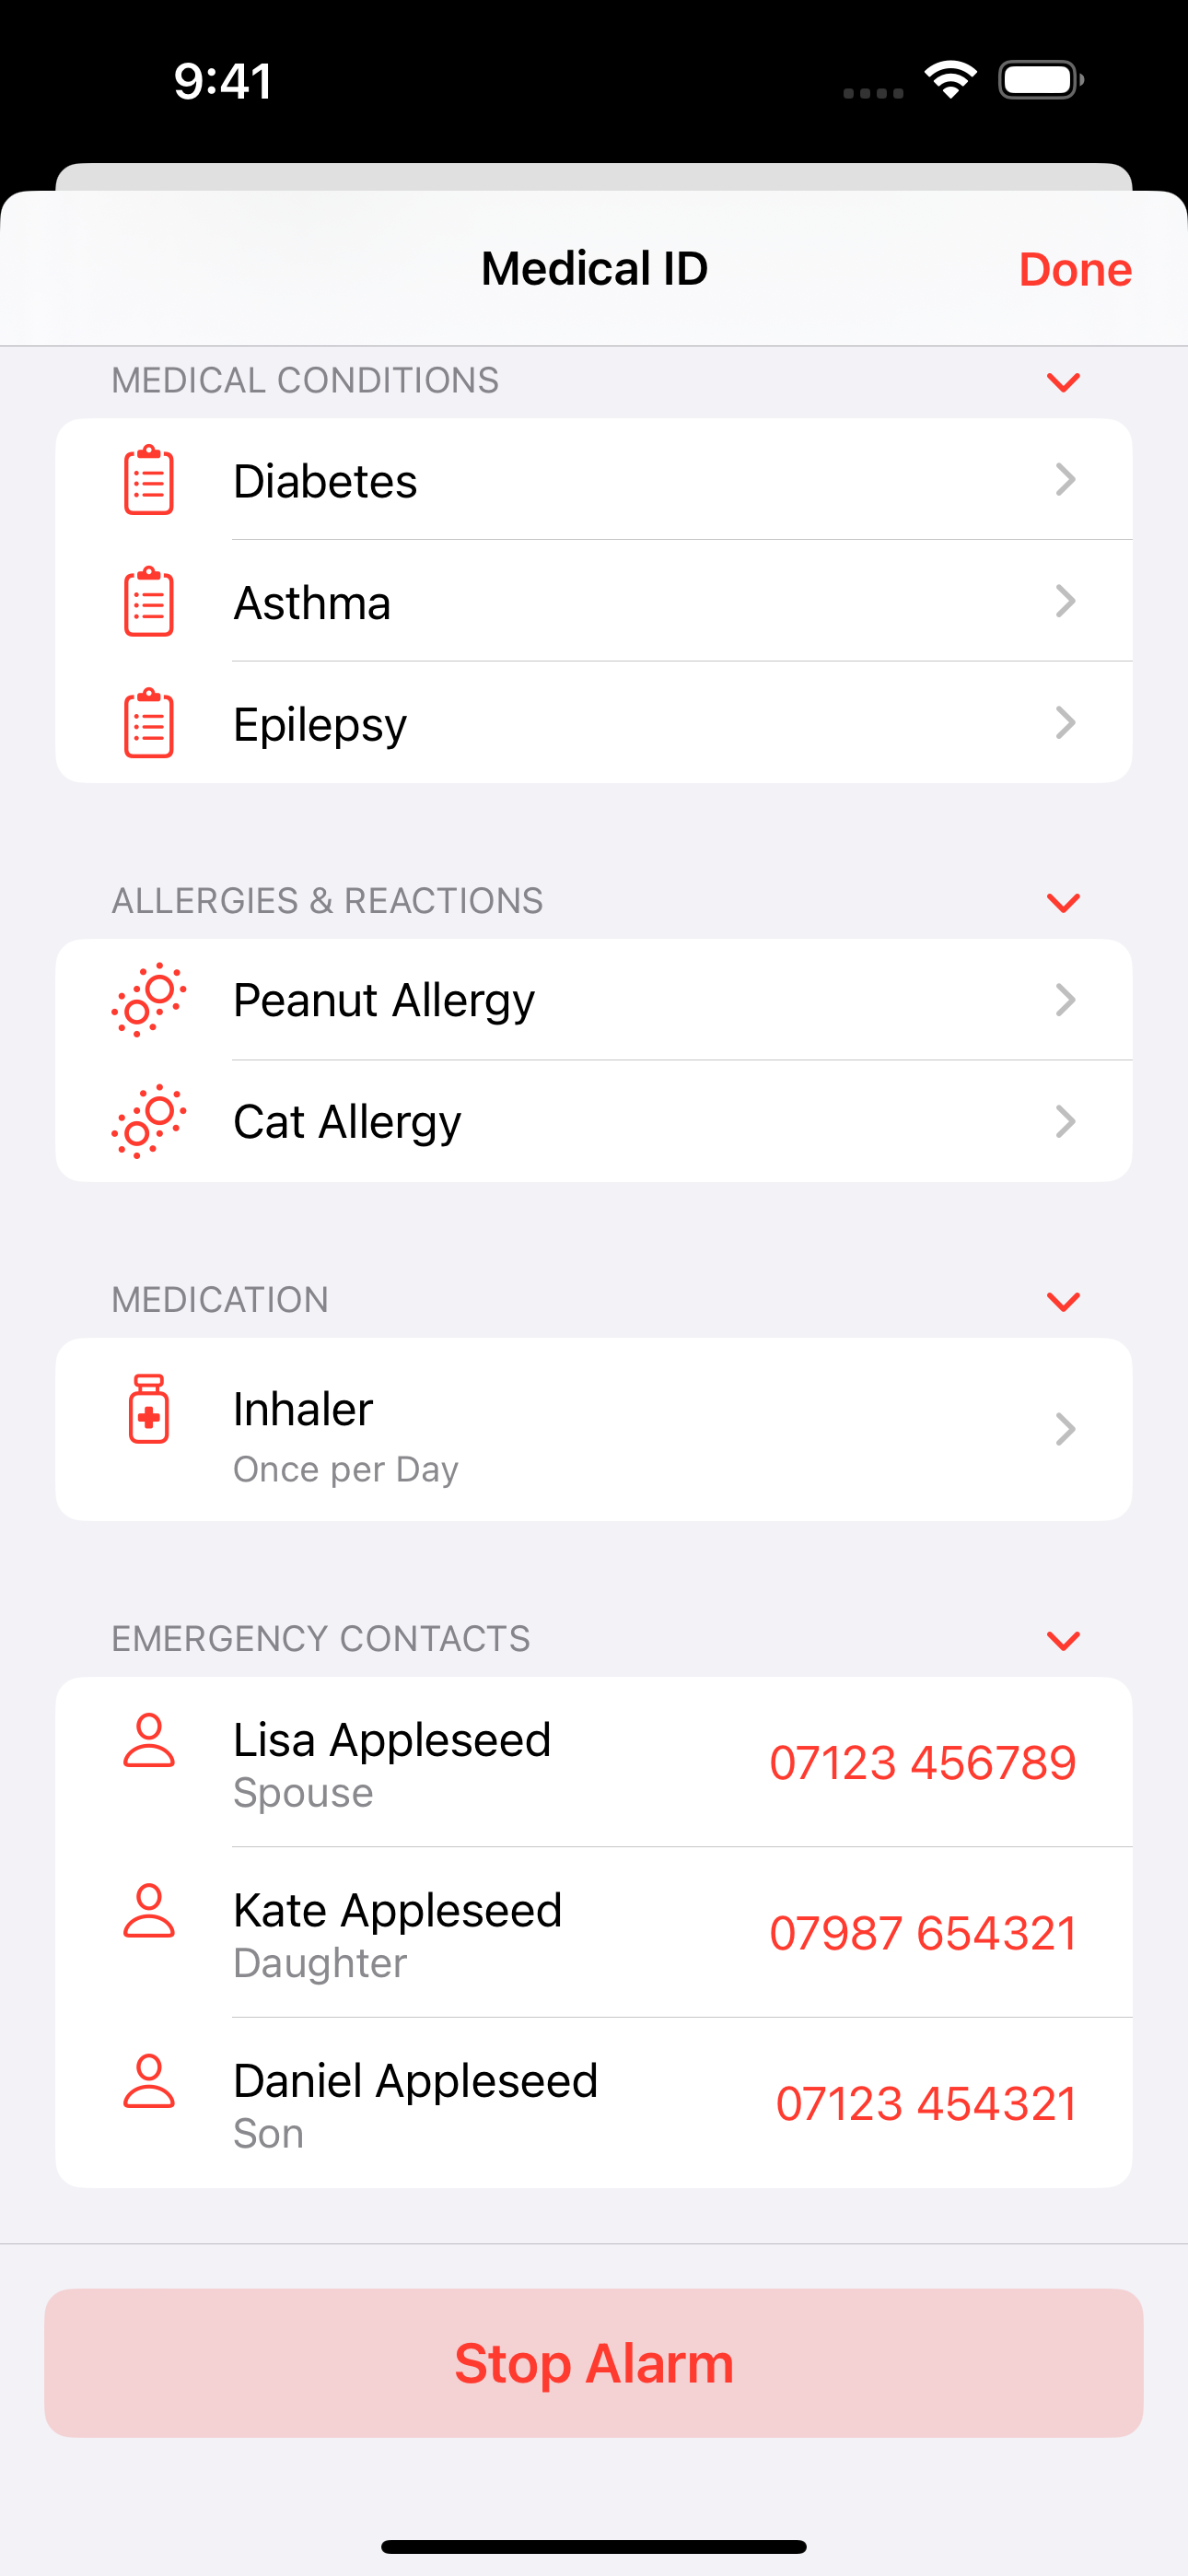 9:41
Medical ID
Done
MEDICAL CONDITIONS
Diabetes
Asthma
Epilepsy
ALLERGIES & REACTIONS
Peanut Allergy
Cat Allergy
MEDICATION
Inhaler
Once per Day
EMERGENCY CONTACTS
Lisa Appleseed
Spouse
07123 456789
Kate Appleseed
Daughter
07987 654321
Daniel Appleseed
Son
07123 454321
Stop Alarm